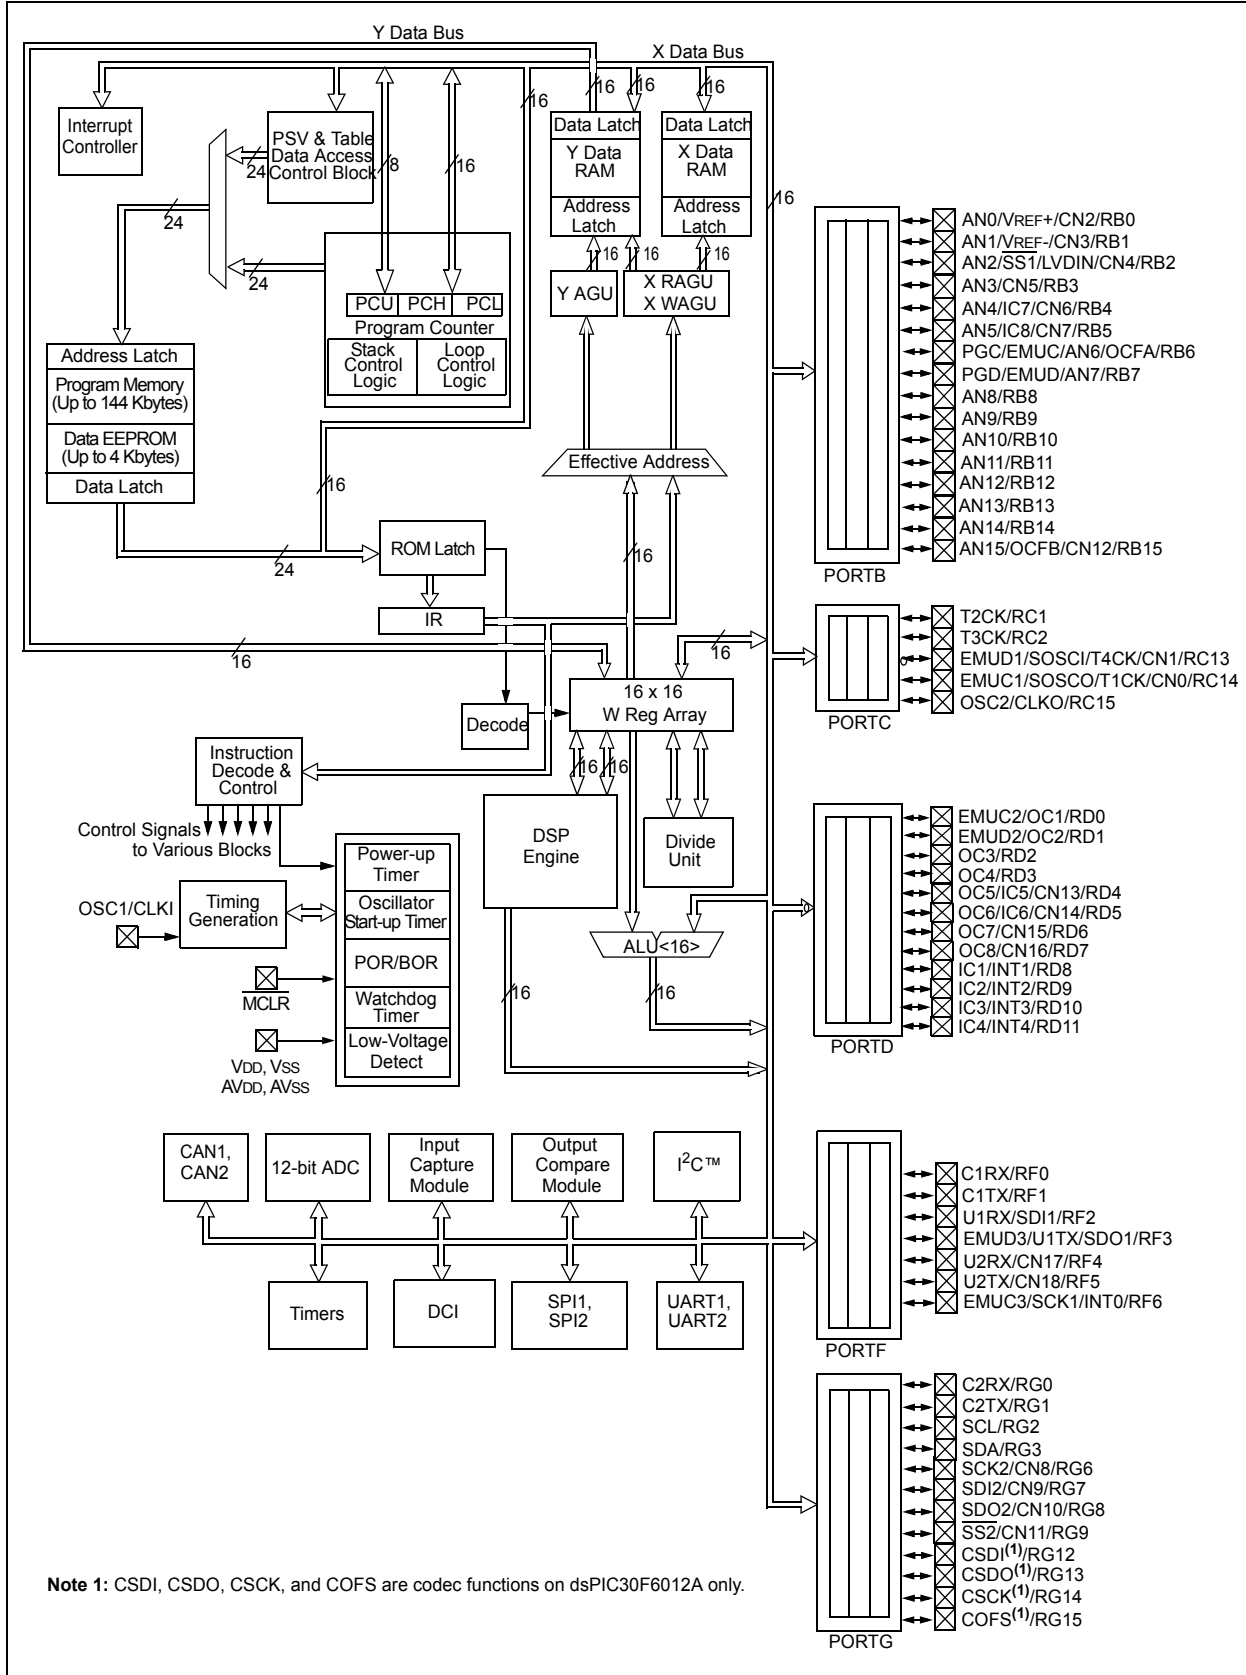 Y Data Bus
X Data Bus
16
16
16
16
16
Interrupt
Controller
PSV & Table
Data Access
Control Block
24
24
8
16
24
Data Latch
Y Data
RAM
Address
Latch
Data Latch
X Data
RAM
Address
Latch
16
16
16
16
Y AGU
X RAGU
X WAGU
PCU
PCH
PCL
Program Counter
Stack
Control
Logic
Loop
Control
Logic
Address Latch
Program Memory
(Up to 144 Kbytes)
Data EEPROM
(Up to 4 Kbytes)
Data Latch
Effective Address
16
24
ROM Latch
16
IR
16
16
16 x 16
W Reg Array
Decode
Instruction
Decode &
Control
Control Signals
to Various Blocks
16
16
DSP
Engine
Divide
Unit
Power-up
Timer
Oscillator
Start-up Timer
POR/BOR
Watchdog
Timer
Low-Voltage
Detect
OSC1/CLKI
Timing
Generation
MCLR
VDD, VSS
AVDD, AVSS
ALU<16>
16
16
CAN1,
CAN2
12-bit ADC
Input
Capture
Module
Output
Compare
Module
I2C™
Timers
DCI
SPI1,
SPI2
UART1,
UART2
AN0/VREF+/CN2/RB0
AN1/VREF-/CN3/RB1
AN2/SS1/LVDIN/CN4/RB2
AN3/CN5/RB3
AN4/IC7/CN6/RB4
AN5/IC8/CN7/RB5
PGC/EMUC/AN6/OCFA/RB6
PGD/EMUD/AN7/RB7
AN8/RB8
AN9/RB9
AN10/RB10
AN11/RB11
AN12/RB12
AN13/RB13
AN14/RB14
AN15/OCFB/CN12/RB15
PORTB
T2CK/RC1
T3CK/RC2
EMUD1/SOSCI/T4CK/CN1/RC13
EMUC1/SOSCO/T1CK/CN0/RC14
OSC2/CLKO/RC15
PORTC
EMUC2/OC1/RD0
EMUD2/OC2/RD1
OC3/RD2
OC4/RD3
OC5/IC5/CN13/RD4
OC6/IC6/CN14/RD5
OC7/CN15/RD6
OC8/CN16/RD7
IC1/INT1/RD8
IC2/INT2/RD9
IC3/INT3/RD10
IC4/INT4/RD11
PORTD
C1RX/RF0
C1TX/RF1
U1RX/SDI1/RF2
EMUD3/U1TX/SDO1/RF3
U2RX/CN17/RF4
U2TX/CN18/RF5
EMUC3/SCK1/INT0/RF6
PORTF
C2RX/RG0
C2TX/RG1
SCL/RG2
SDA/RG3
SCK2/CN8/RG6
SDI2/CN9/RG7
SDO2/CN10/RG8
SS2/CN11/RG9
CSDI(1)/RG12
CSDO(1)/RG13
CSCK(1)/RG14
COFS(1)/RG15
PORTG
Note 1: CSDI, CSDO, CSCK, and COFS are codec functions on dsPIC30F6012A only.